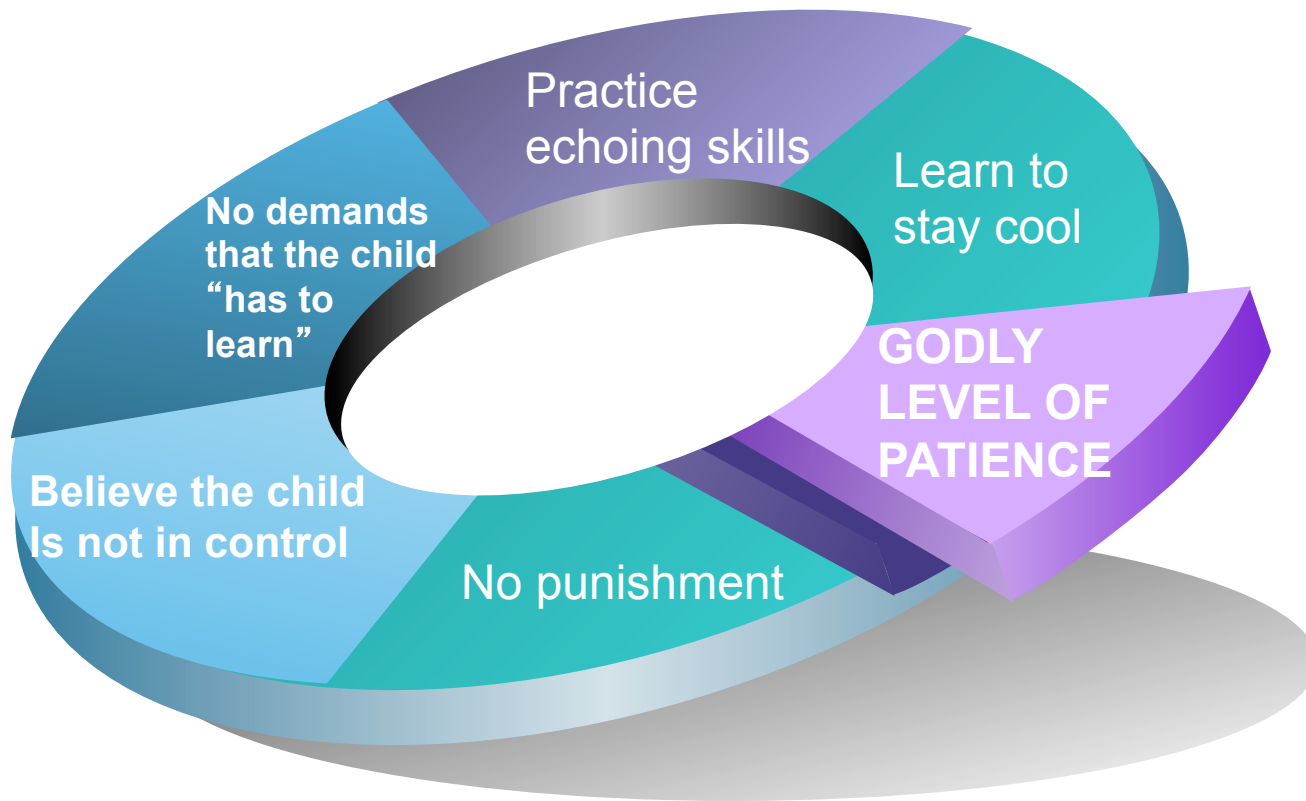 Practice
echoing skills
Learn to
stay cool
No demands
that the child
“has to
learn”
GODLY
LEVEL OF
PATIENCE
Believe the child
Is not in control
No punishment